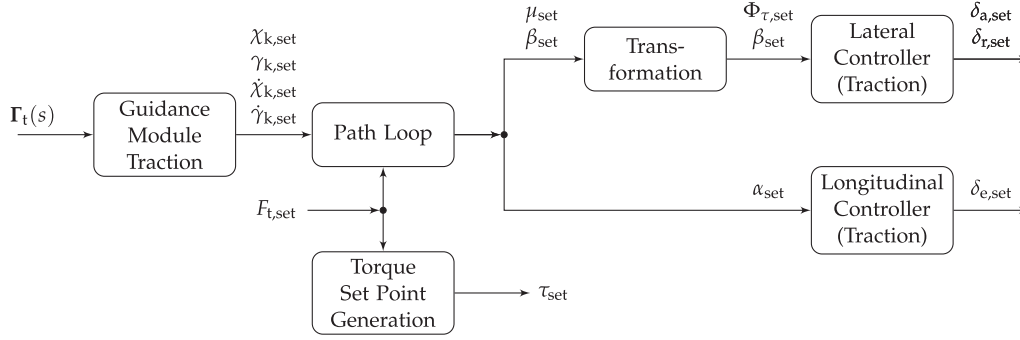 Γt(s)
Guidance
Module
Traction
χk,set
γk,set
χ̇k,set
γ̇k,set
Path Loop
Ft,set
Torque
Set Point
Generation
τset
μset
βset
Trans-
formation
Φτ,set
βset
Lateral
Controller
(Traction)
δa,set
δr,set
αset
Longitudinal
Controller
(Traction)
δe,set